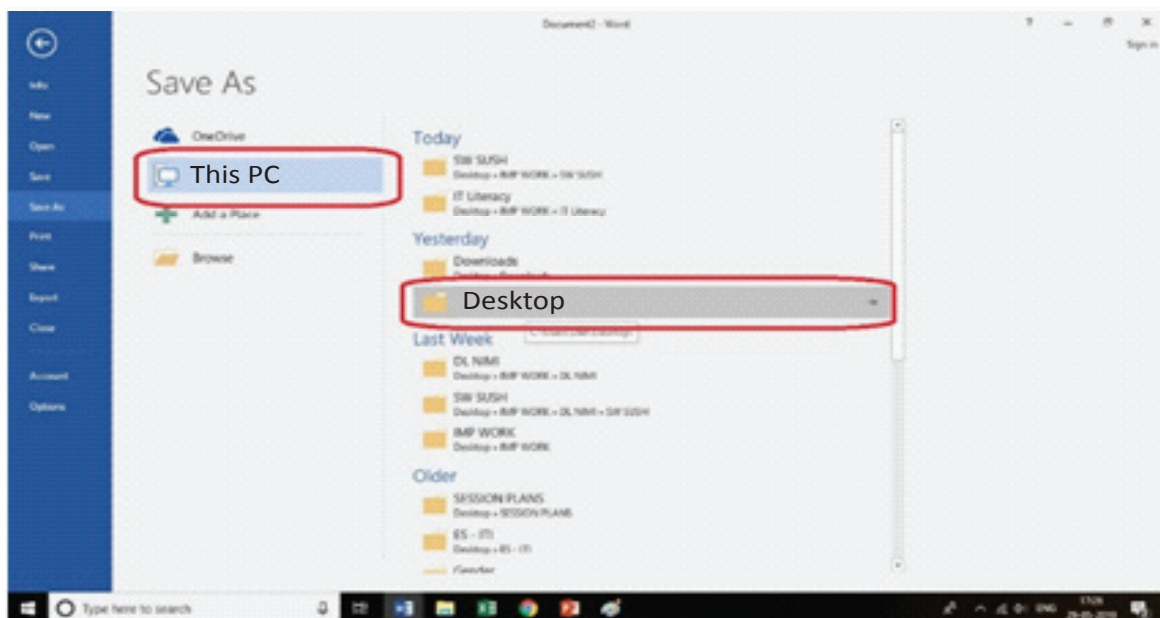 Document2 - Word
Sign in
Info
New
Open
Save
Save As
Print
Share
Export
Close
Account
Options
Save As
OneDrive
This PC
Add a Place
Browse
Today
SW SUSH
Desktop » IMP WORK » SW SUSH
IT Literacy
Desktop » IMP WORK » IT Literacy
Yesterday
Downloads
Desktop » Downloads
Desktop
Last Week
DL NIMI
Desktop » IMP WORK » DL NIMI
SW SUSH
Desktop » IMP WORK » DL NIMI » SW SUSH
IMP WORK
Desktop » IMP WORK
Older
SESSION PLANS
Desktop » SESSION PLANS
ES - ITI
Desktop » ES - ITI
Gender
Type here to search
ENG